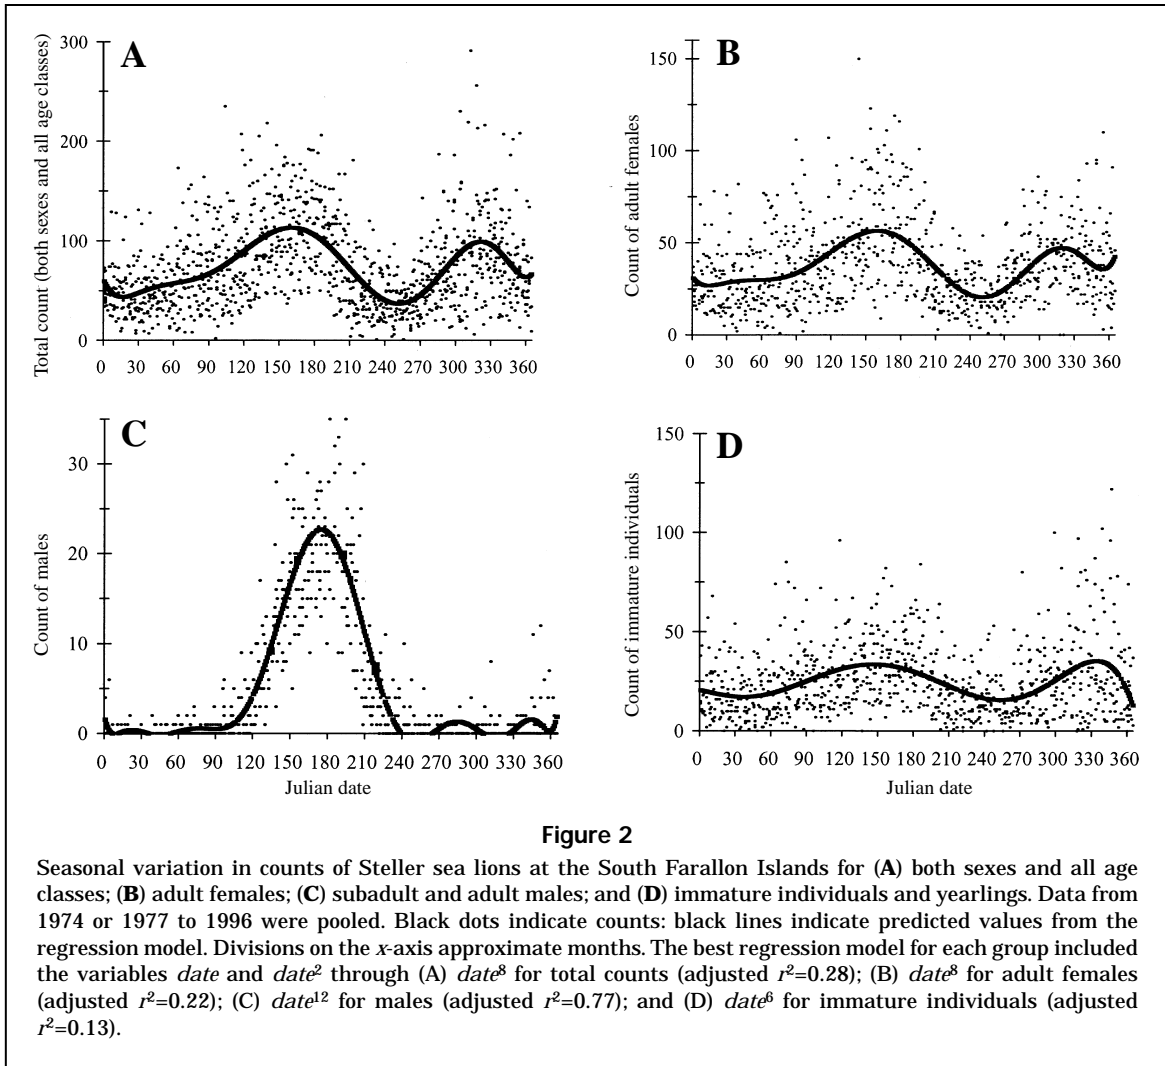 A
Total count (both sexes and all age classes)
300
200
100
0
0 30 60 90 120 150 180 210 240 270 300 330 360
B
Count of adult females
150
100
50
0
0 30 60 90 120 150 180 210 240 270 300 330 360
C
Count of males
30
20
10
0
0 30 60 90 120 150 180 210 240 270 300 330 360
Julian date
D
Count of immature individuals
150
100
50
0
0 30 60 90 120 150 180 210 240 270 300 330 360
Julian date
Figure 2
Seasonal variation in counts of Steller sea lions at the South Farallon Islands for (A) both sexes and all age
classes; (B) adult females; (C) subadult and adult males; and (D) immature individuals and yearlings. Data from
1974 or 1977 to 1996 were pooled. Black dots indicate counts: black lines indicate predicted values from the
regression model. Divisions on the x-axis approximate months. The best regression model for each group included
the variables date and date² through (A) date⁸ for total counts (adjusted r²=0.28); (B) date⁸ for adult females
(adjusted r²=0.22); (C) date¹² for males (adjusted r²=0.77); and (D) date⁶ for immature individuals (adjusted
r²=0.13).